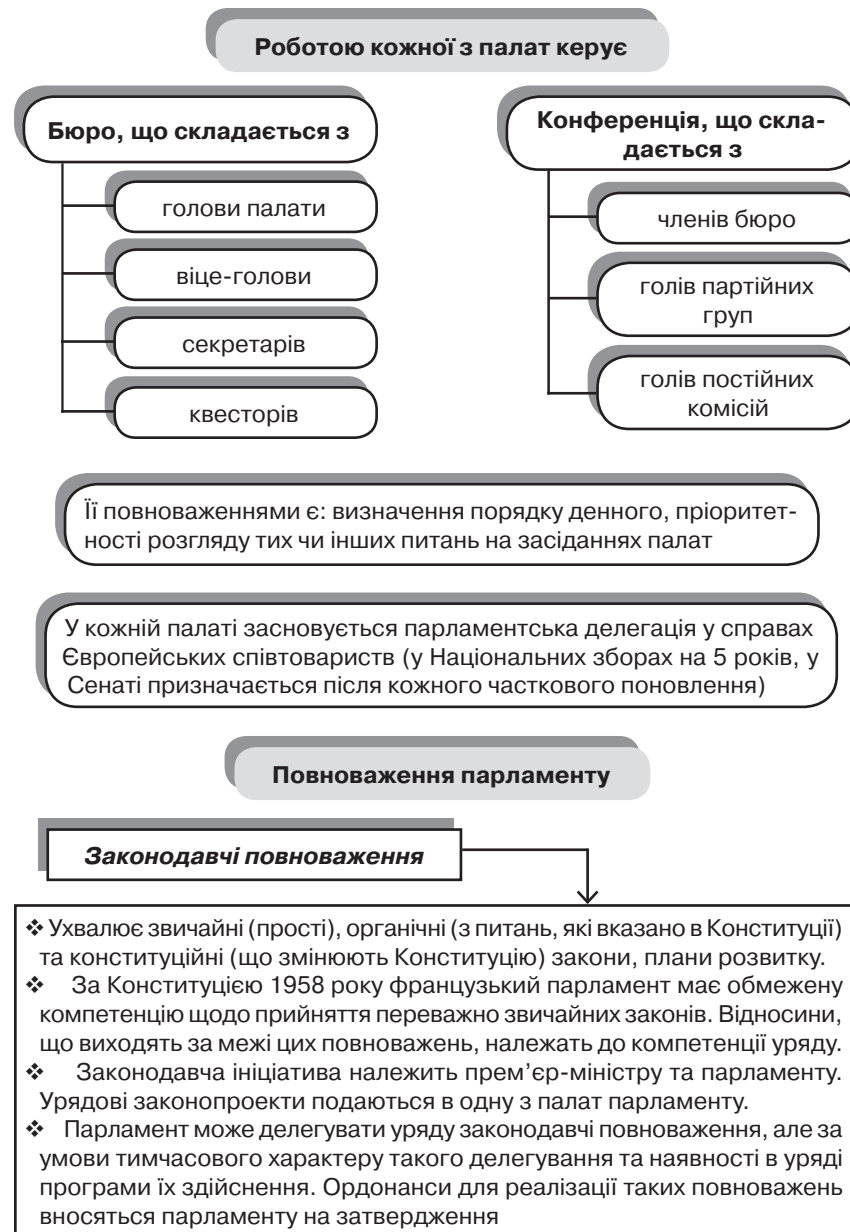 Роботою кожної з палат керує
Бюро, що складається з
голови палати
віце-голови
секретарів
квесторів
Конференція, що скла-
дається з
членів бюро
голів партійних
груп
голів постійних
комісій
Її повноваженнями є: визначення порядку денного, пріоритет-
ності розгляду тих чи інших питань на засіданнях палат
У кожній палаті засновується парламентська делегація у справах
Європейських співтовариств (у Національних зборах на 5 років, у
Сенаті призначається після кожного часткового поновлення)
Повноваження парламенту
Законодавчі повноваження
❖ Ухвалює звичайні (прості), органічні (з питань, які вказано в Конституції)
та конституційні (що змінюють Конституцію) закони, плани розвитку.
❖ За Конституцією 1958 року французький парламент має обмежену
компетенцію щодо прийняття переважно звичайних законів. Відносини,
що виходять за межі цих повноважень, належать до компетенції уряду.
❖ Законодавча ініціатива належить прем’єр-міністру та парламенту.
Урядові законопроекти подаються в одну з палат парламенту.
❖ Парламент може делегувати уряду законодавчі повноваження, але за
умови тимчасового характеру такого делегування та наявності в уряді
програми їх здійснення. Ордонанси для реалізації таких повноважень
вносяться парламенту на затвердження